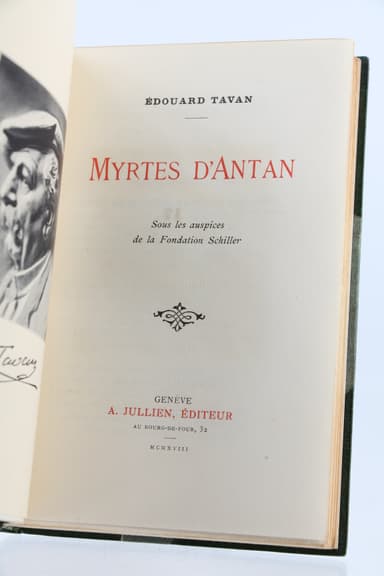 ÉDOUARD TAVAN
MYRTES D'ANTAN
Sous les auspices
de la Fondation Schiller
GENÈVE
A. JULLIEN, ÉDITEUR
AU BOURG-DE-FOUR, 32
MCMXVIII